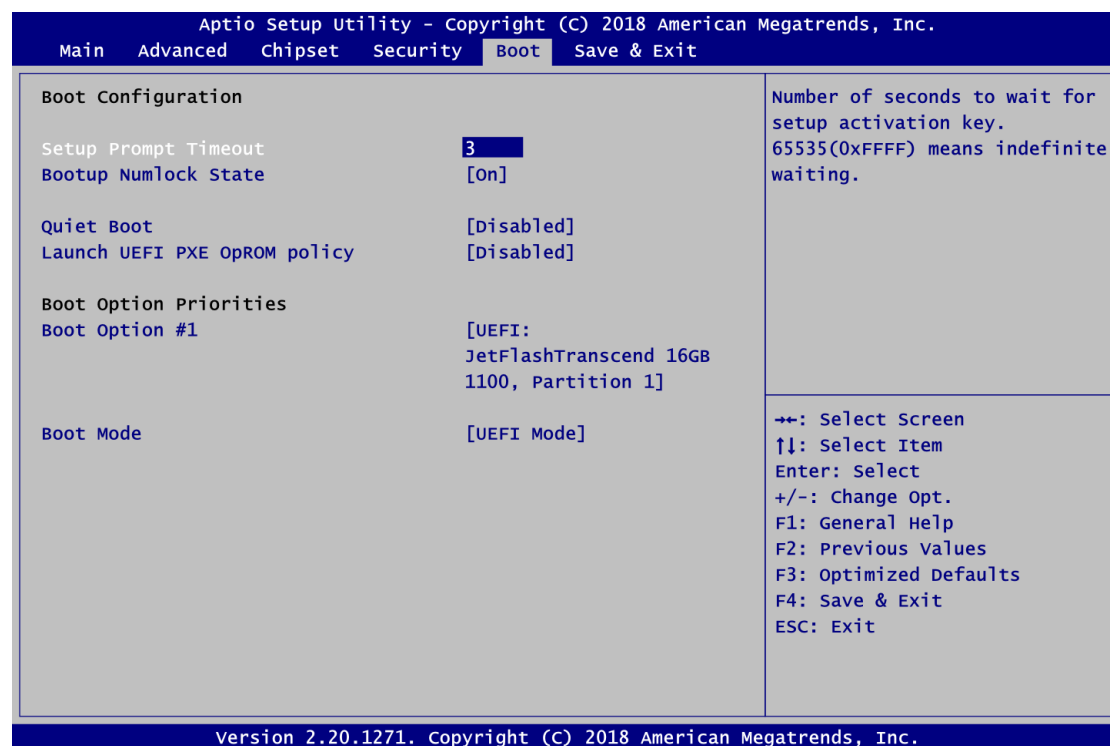 Aptio Setup Utility - Copyright (C) 2018 American Megatrends, Inc.
Main Advanced Chipset Security Boot Save & Exit
Boot Configuration
Setup Prompt Timeout 3
Bootup Numlock State [On]
Quiet Boot [Disabled]
Launch UEFI PXE OpROM policy [Disabled]
Boot Option Priorities
Boot Option #1 [UEFI:
JetFlashTranscend 16GB
1100, Partition 1]
Boot Mode [UEFI Mode]
Number of seconds to wait for
setup activation key.
65535(0xFFFF) means indefinite
waiting.
→←: Select Screen
↑↓: Select Item
Enter: Select
+/-: Change Opt.
F1: General Help
F2: Previous Values
F3: Optimized Defaults
F4: Save & Exit
ESC: Exit
Version 2.20.1271. Copyright (C) 2018 American Megatrends, Inc.